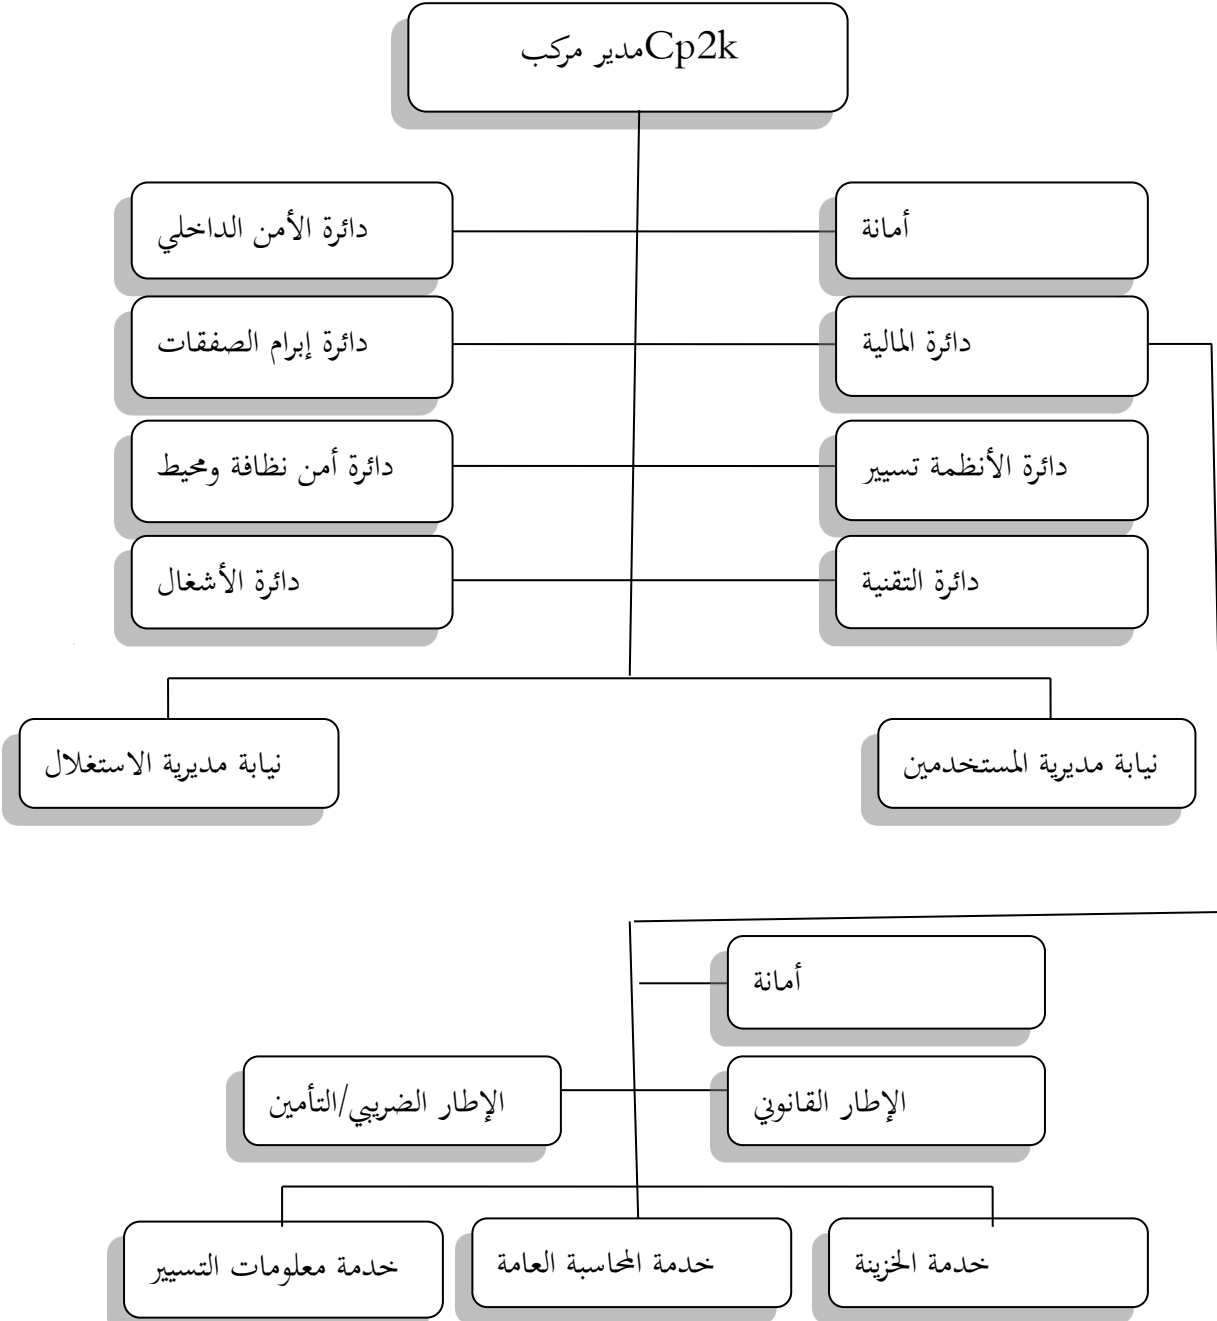 مدير مركب Cp2k
أمانة
دائرة الأمن الداخلي
دائرة المالية
دائرة إبرام الصفقات
دائرة الأنظمة تسيير
دائرة أمن نظافة ومحيط
دائرة التقنية
دائرة الأشغال
نيابة مديرية المستخدمين
نيابة مديرية الاستغلال
أمانة
الإطار القانوني
الإطار الضريبي/التأمين
خدمة الخزينة
خدمة المحاسبة العامة
خدمة معلومات التسيير